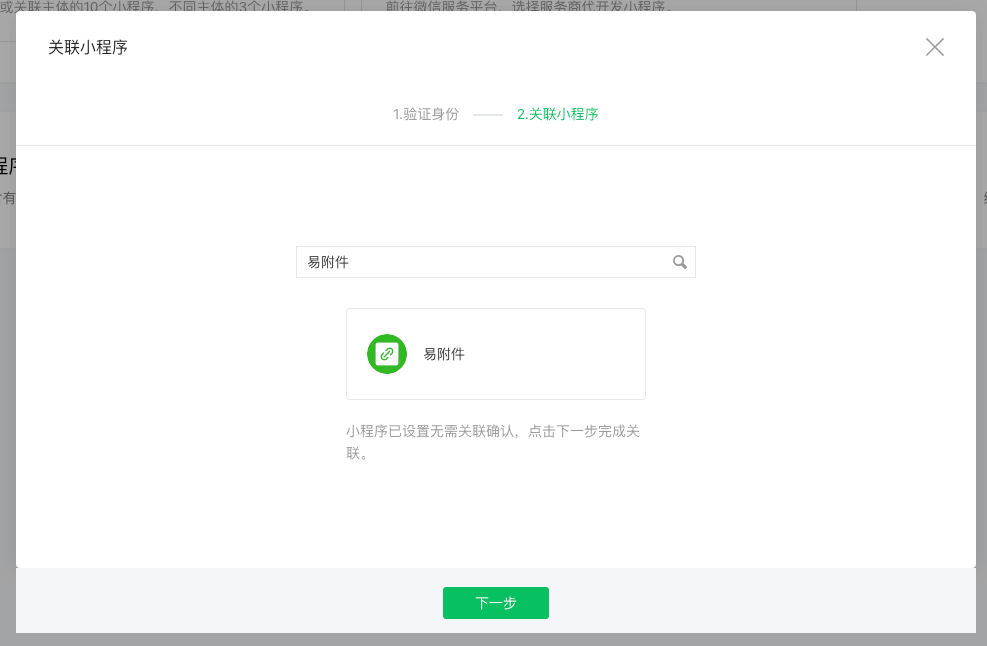 或关联主体的10个小程序、不同主体的3个小程序。
前往微信服务平台，选择服务商代开发小程序。
关联小程序
1.验证身份
2.关联小程序
程序
有
易附件
易附件
小程序已设置无需关联确认，点击下一步完成关
联。
下一步